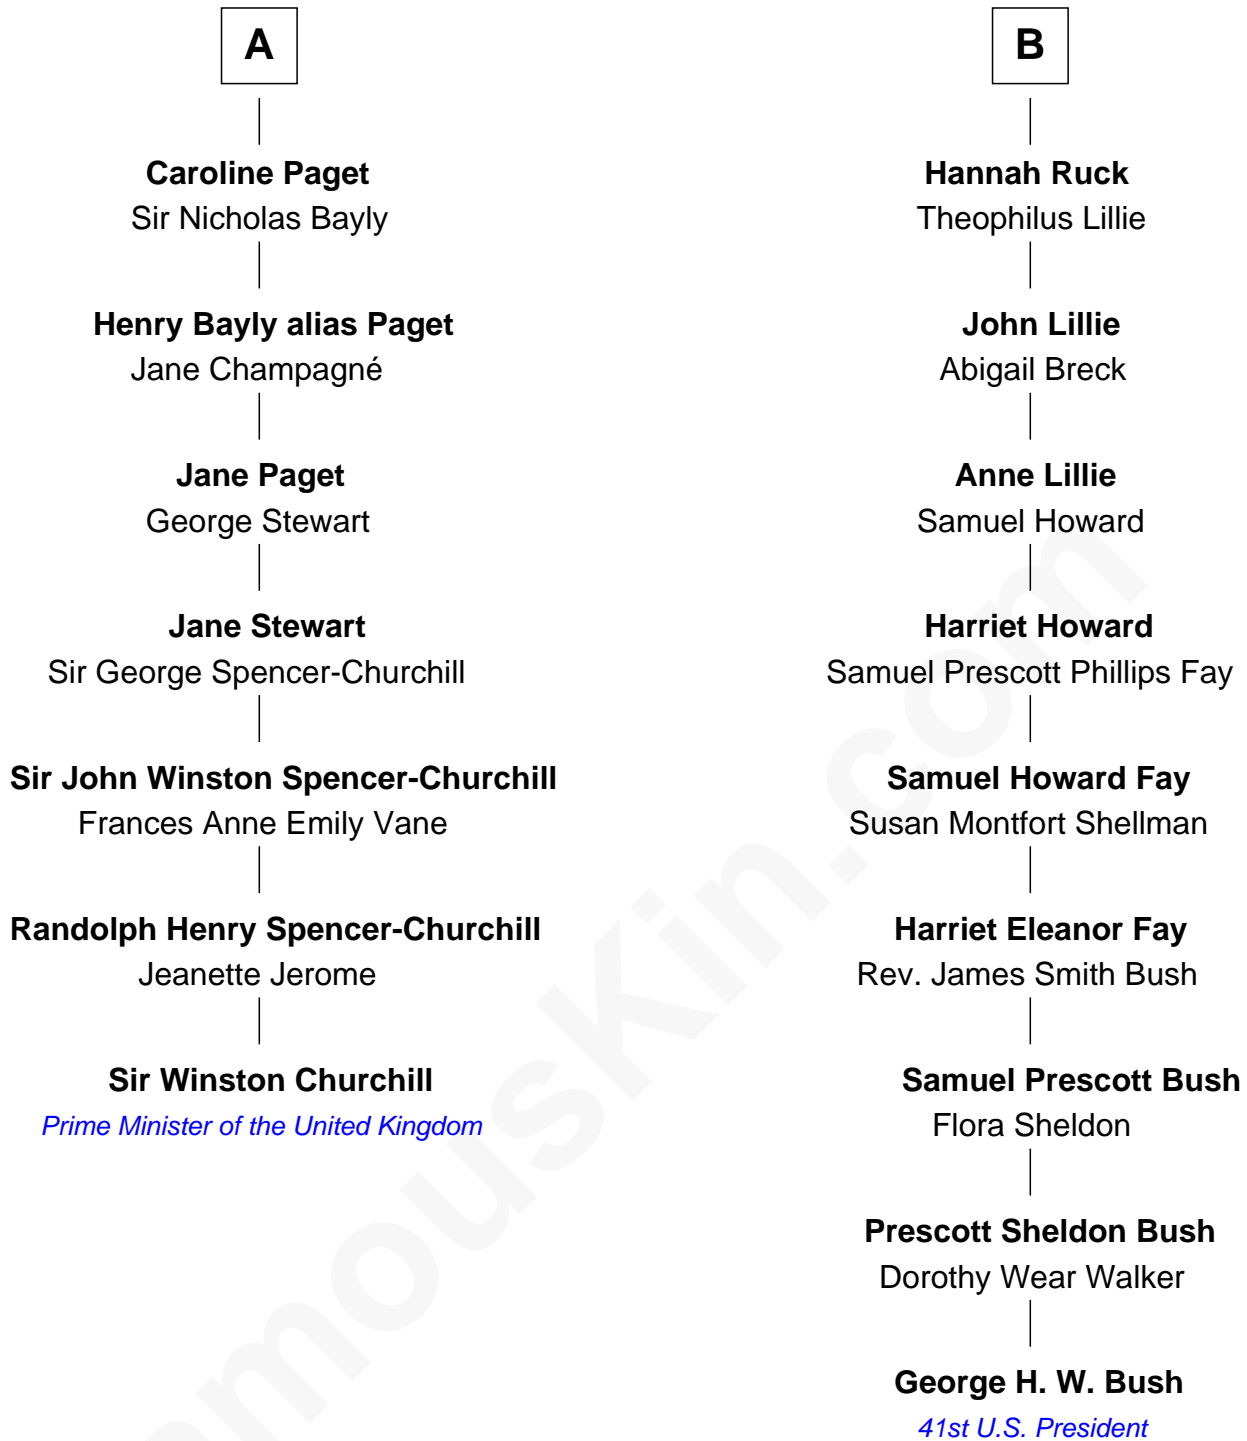 A
Caroline Paget
Sir Nicholas Bayly
Henry Bayly alias Paget
Jane Champagné
Jane Paget
George Stewart
Jane Stewart
Sir George Spencer-Churchill
Sir John Winston Spencer-Churchill
Frances Anne Emily Vane
Randolph Henry Spencer-Churchill
Jeanette Jerome
Sir Winston Churchill
Prime Minister of the United Kingdom
B
Hannah Ruck
Theophilus Lillie
John Lillie
Abigail Breck
Anne Lillie
Samuel Howard
Harriet Howard
Samuel Prescott Phillips Fay
Samuel Howard Fay
Susan Montfort Shellman
Harriet Eleanor Fay
Rev. James Smith Bush
Samuel Prescott Bush
Flora Sheldon
Prescott Sheldon Bush
Dorothy Wear Walker
George H. W. Bush
41st U.S. President
amousKin.com